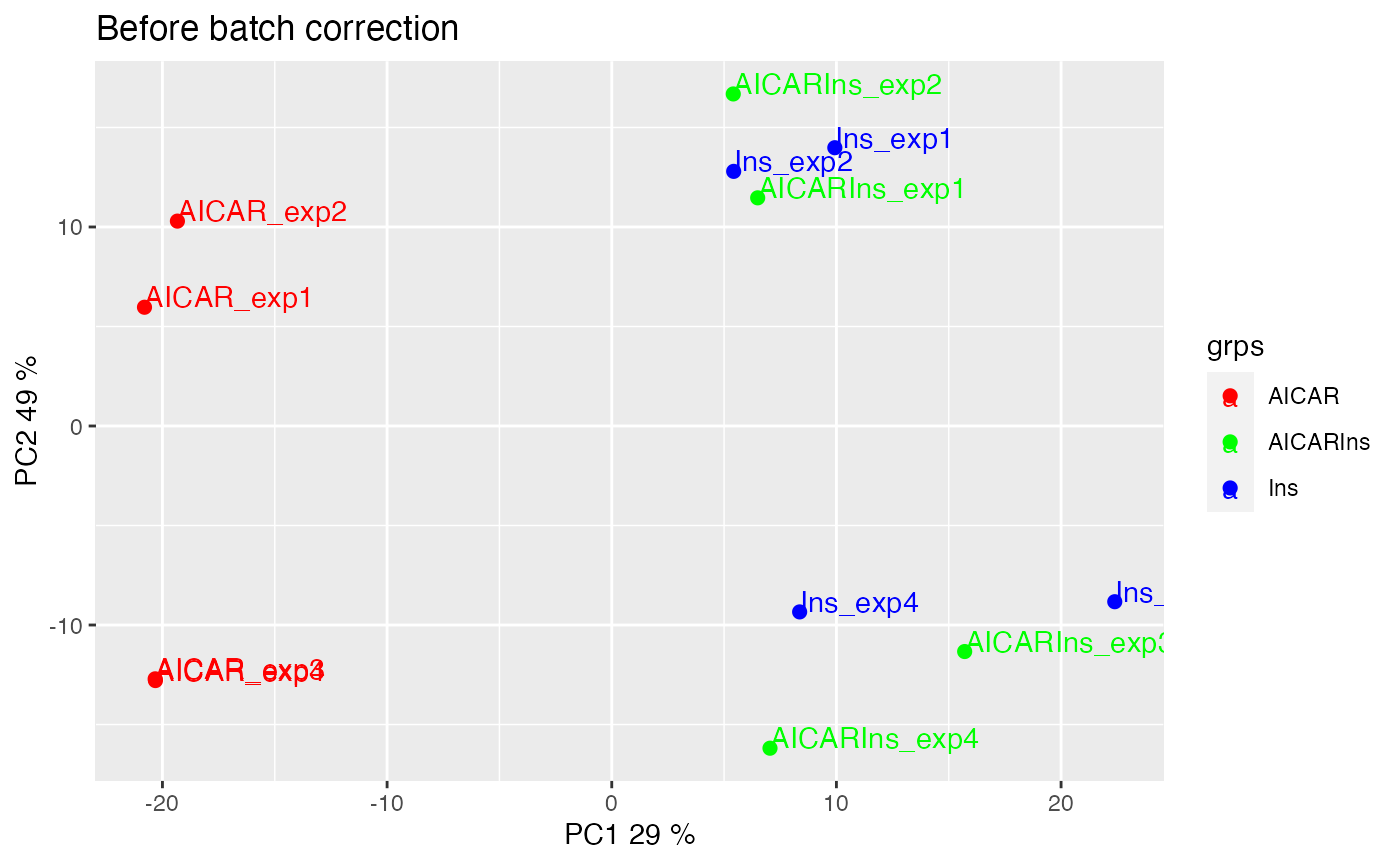 Before batch correction
AICARIns_exp2
Ins_exp1
Ins_exp2
AICARIns_exp1
AICAR_exp2
10
AICAR_exp1
PC2 49 %
0
Ins_exp4
Ins_
-10
AICARIns_exp3
AICARIns_exp4
-20
-10
0
10
20
PC1 29 %
grps
AICAR
AICARIns
Ins